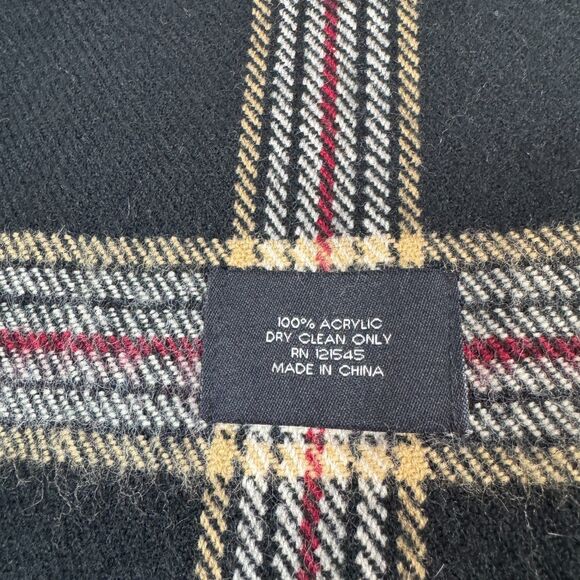 100% ACRYLIC
DRY CLEAN ONLY
RN 121545
MADE IN CHINA